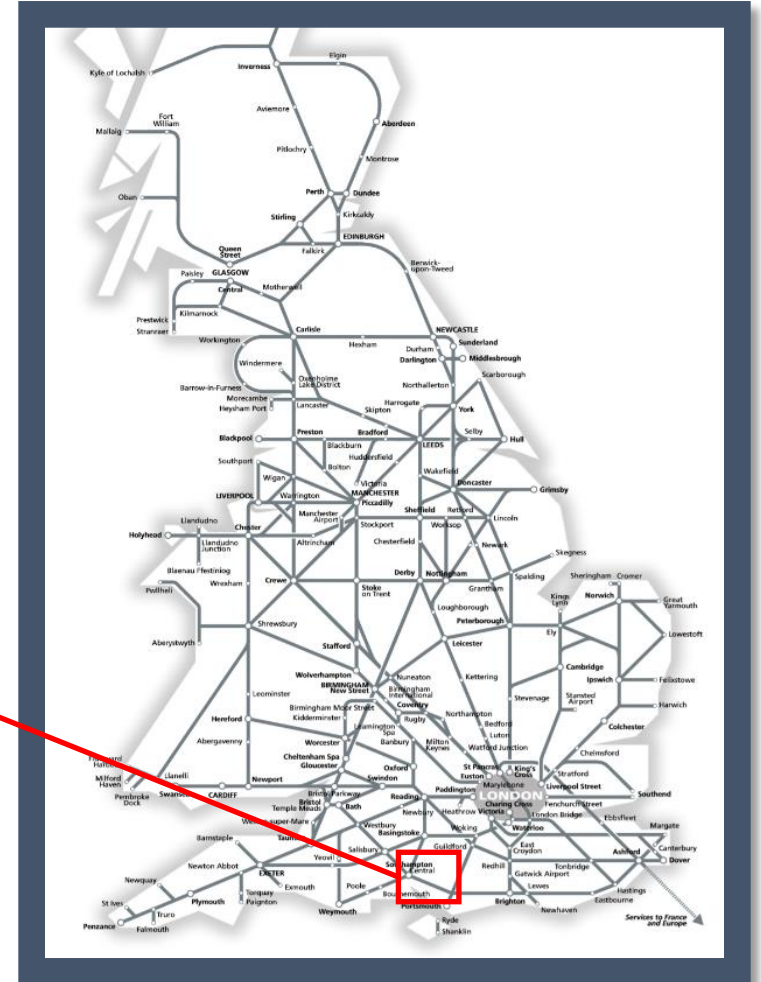 Elgin
Inverness
Kyle of Lochalsh
Aviemore
Fort
William
Aberdeen
Mallaig
Pitlochry
Montrose
Perth
Dundee
Oban
Stirling
Kirkcaldy
EDINBURGH
Queen
Street
Falkirk
Berwick-
upon-Tweed
Paisley
GLASGOW
Central
Motherwell
Prestwick
Kilmarnock
Stranraer
Carlisle
NEWCASTLE
Workington
Hexham
Sunderland
Durham
Darlington
Middlesbrough
Windermere
Scarborough
Oxenholme
Lake District
Barrow-in-Furness
Northallerton
Morecambe
Heysham Port
Lancaster
Harrogate
Skipton
York
Blackpool
Preston
Bradford
Selby
Blackburn
LEEDS
Hull
Southport
Huddersfield
Bolton
Wakefield
Wigan
Victoria
MANCHESTER
Piccadilly
Doncaster
LIVERPOOL
Warrington
Grimsby
Llandudno
Manchester
Airport
Sheffield
Retford
Lincoln
Chester
Stockport
Worksop
Holyhead
Llandudno
Junction
Altrincham
Chesterfield
Newark
Skegness
Blaenau Ffestiniog
Derby
Nottingham
Spalding
Sheringham
Cromer
Pwllheli
Wrexham
Crewe
Stoke
on Trent
Grantham
Kings
Lynn
Norwich
Great
Yarmouth
Loughborough
Shrewsbury
Peterborough
Ely
Lowestoft
Aberystwyth
Stafford
Leicester
Wolverhampton
Nuneaton
Kettering
Cambridge
BIRMINGHAM
New Street
Birmingham
International
Ipswich
Felixstowe
Leominster
Coventry
Stevenage
Stansted
Airport
Birmingham Moor Street
Harwich
Kidderminster
Rugby
Northampton
Hereford
Leamington
Spa
Bedford
Colchester
Abergavenny
Worcester
Banbury
Milton
Keynes
Luton
Watford Junction
Chelmsford
Cheltenham Spa
Gloucester
Oxford
St Pancras
Euston
King's
Cross
Stratford
Milford
Haven
Llanelli
Newport
Swindon
Marylebone
Liverpool Street
Pembroke
Dock
Swansea
CARDIFF
Bristol Parkway
Reading
Paddington
LONDON
Southend
Bristol
Temple Meads
Bath
Newbury
Heathrow
Victoria
Charing Cross
Fenchurch Street
London Bridge
Ebbsfleet
Weston-super-Mare
Westbury
Basingstoke
Woking
Waterloo
Margate
Barnstaple
Taunton
Salisbury
Guildford
East
Croydon
Canterbury
Yeovil
Southampton
Central
Redhill
Tonbridge
Ashford
Dover
Newton Abbot
EXETER
Gatwick Airport
Newquay
Exmouth
Poole
Bournemouth
Lewes
Hastings
St Ives
Plymouth
Torquay
Paignton
Weymouth
Portsmouth
Brighton
Newhaven
Eastbourne
Truro
Penzance
Falmouth
Ryde
Shanklin
Services to France
and Europe